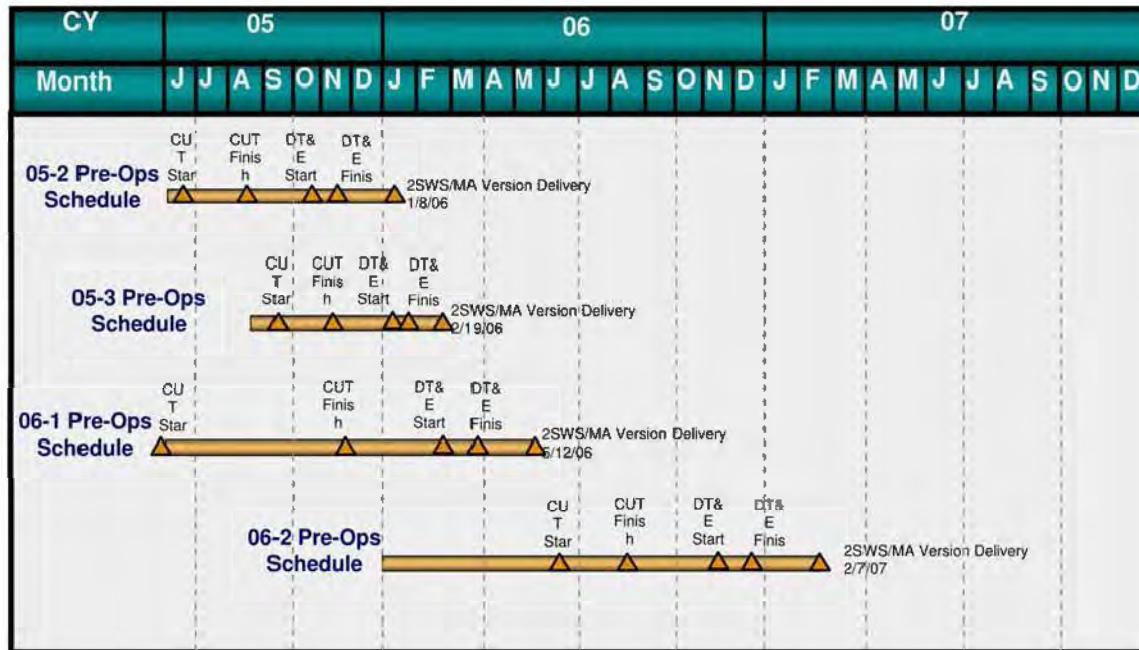 CY 05 06 07
Month J J A S O N D J F M A M J J A S O N D J F M A M J J A S O N D
CU CUT DT& DT&
T Finis E E
Star h Start Finis
05-2 Pre-Ops
Schedule
2SWS/MA Version Delivery
1/8/06
CU CUT DT& DT&
T Finis E E
Star h Start Finis
05-3 Pre-Ops
Schedule
2SWS/MA Version Delivery
2/19/06
CU CUT DT& DT&
T Finis E E
Star h Start Finis
06-1 Pre-Ops
Schedule
2SWS/MA Version Delivery
5/12/06
CU CUT DT& DT&
T Finis E E
Star h Start Finis
06-2 Pre-Ops
Schedule
2SWS/MA Version Delivery
2/7/07